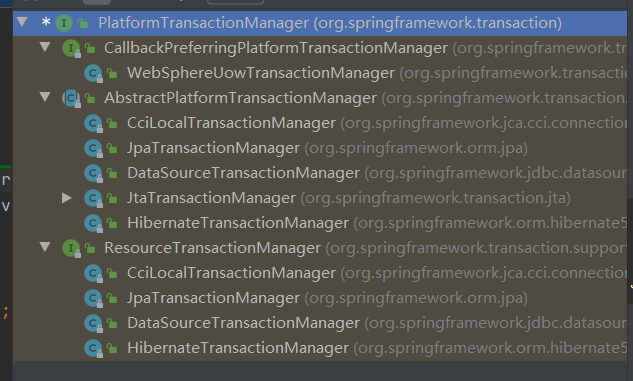 * I PlatformTransactionManager (org.springframework.transaction)
I CallbackPreferringPlatformTransactionManager (org.springframework.tr
C WebSphereUowTransactionManager (org.springframework.transactio
C AbstractPlatformTransactionManager (org.springframework.transaction.
C CciLocalTransactionManager (org.springframework.jca.cci.connection
C JpaTransactionManager (org.springframework.orm.jpa)
C DataSourceTransactionManager (org.springframework.jdbc.datasour
C JtaTransactionManager (org.springframework.transaction.jta)
C HibernateTransactionManager (org.springframework.orm.hibernate5
I ResourceTransactionManager (org.springframework.transaction.suppor
C CciLocalTransactionManager (org.springframework.jca.cci.connection
C JpaTransactionManager (org.springframework.orm.jpa)
C DataSourceTransactionManager (org.springframework.jdbc.datasour
C HibernateTransactionManager (org.springframework.orm.hibernate5
r
v
;